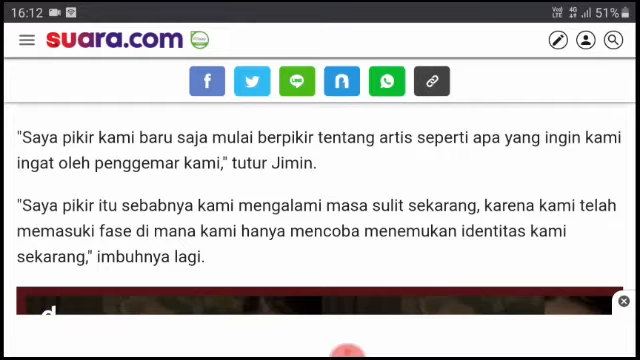 16:12
VoLTE 4G 51%
suara.com
"Saya pikir kami baru saja mulai berpikir tentang artis seperti apa yang ingin kami
ingat oleh penggemar kami," tutur Jimin.
"Saya pikir itu sebabnya kami mengalami masa sulit sekarang, karena kami telah
memasuki fase di mana kami hanya mencoba menemukan identitas kami
sekarang," imbuhnya lagi.